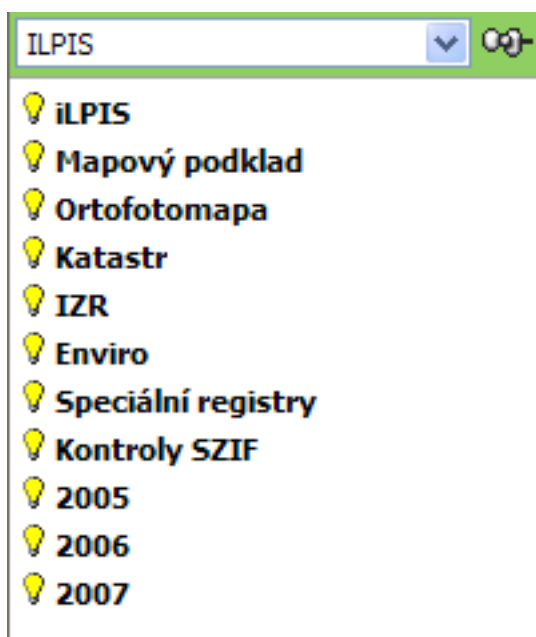 ILPIS
iLPIS
Mapový podklad
Ortofotomapa
Katastr
IZR
Enviro
Speciální registry
Kontroly SZIF
2005
2006
2007